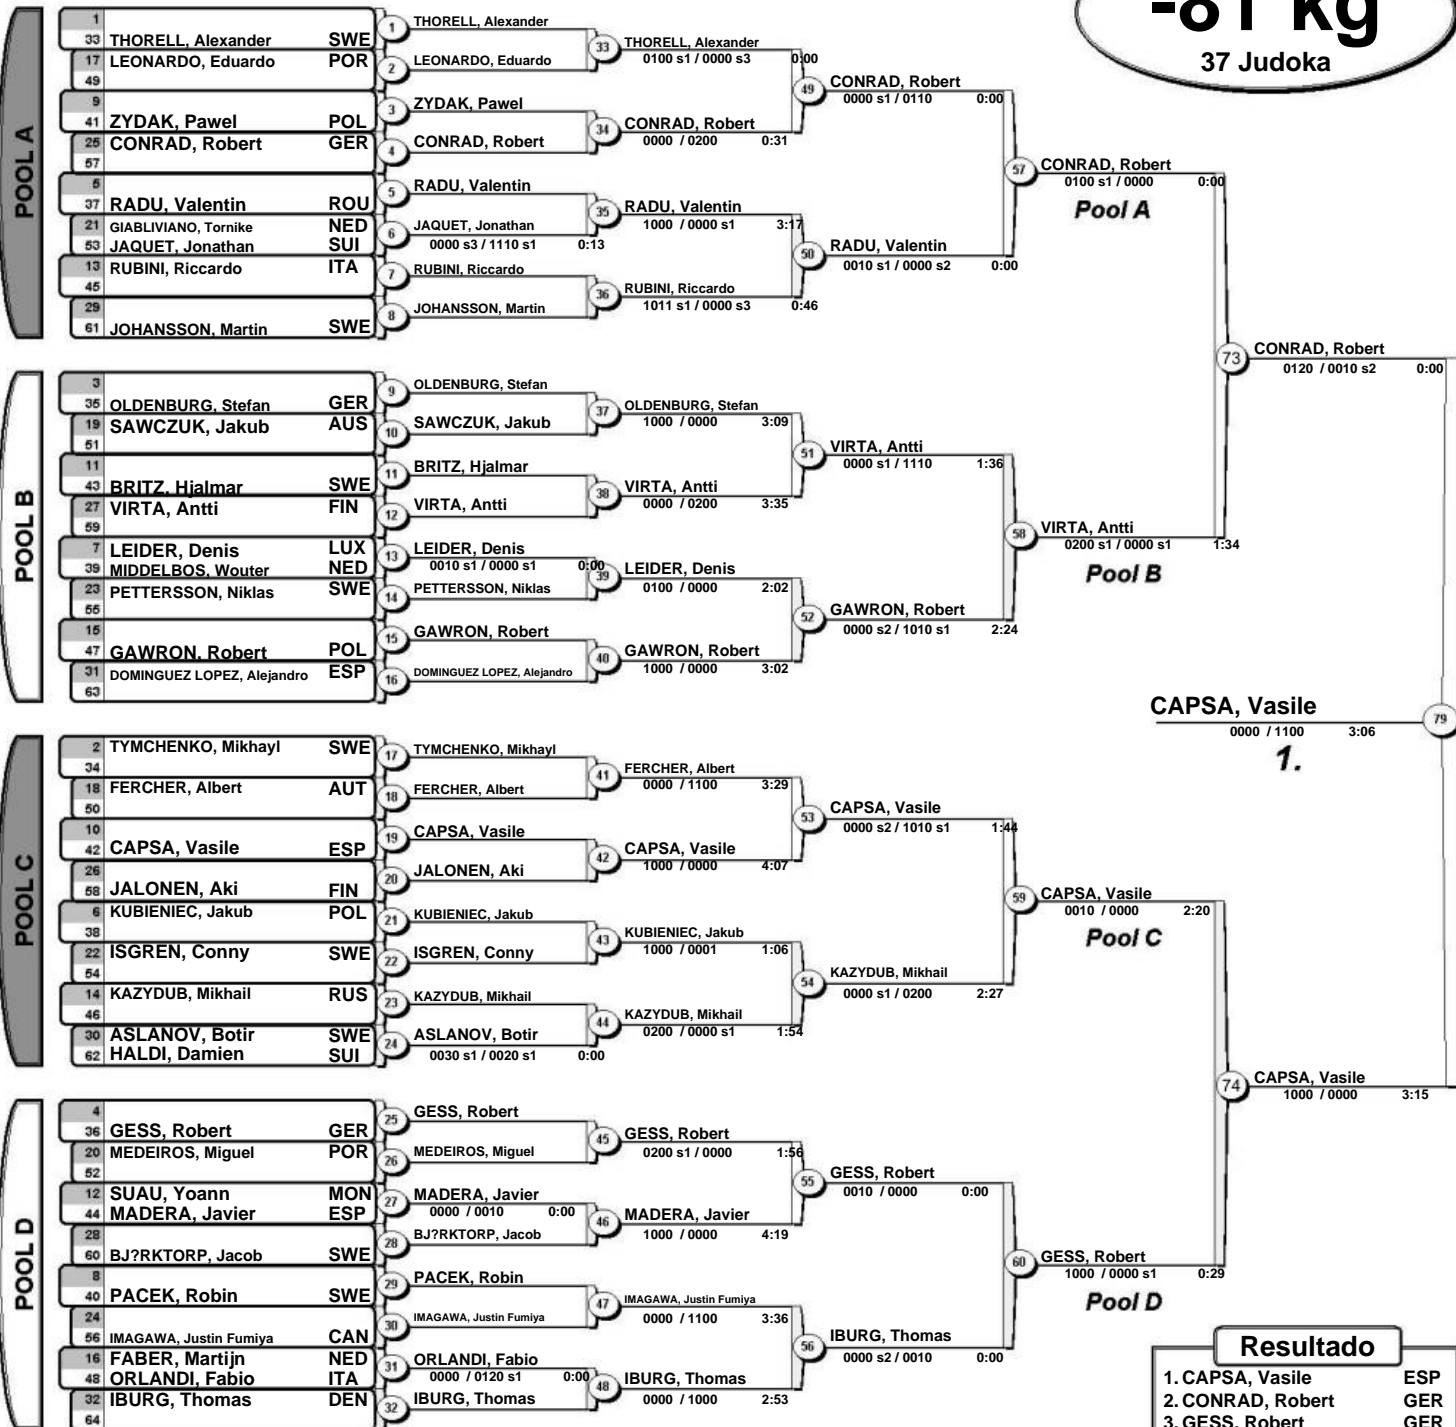 -81 kg
37 Judoka
POOL A
1
33 THORELL, Alexander SWE
17 LEONARDO, Eduardo POR
49
9
41 ZYDAK, Pawel POL
25 CONRAD, Robert GER
57
5
37 RADU, Valentin ROU
21 GIABLIVIANO, Tornike NED
53 JAQUET, Jonathan SUI
13 RUBINI, Riccardo ITA
45
29
61 JOHANSSON, Martin SWE
1 THORELL, Alexander
2 LEONARDO, Eduardo
3 ZYDAK, Pawel
4 CONRAD, Robert
5 RADU, Valentin
6 JAQUET, Jonathan
0000 s3 / 1110 s1 0:13
7 RUBINI, Riccardo
8 JOHANSSON, Martin
33 THORELL, Alexander
0100 s1 / 0000 s3 0:00
34 CONRAD, Robert
0000 / 0200 0:31
35 RADU, Valentin
1000 / 0000 s1 3:17
36 RUBINI, Riccardo
1011 s1 / 0000 s3 0:46
49 CONRAD, Robert
0000 s1 / 0110 0:00
50 RADU, Valentin
0010 s1 / 0000 s2 0:00
57 CONRAD, Robert
0100 s1 / 0000 0:00
Pool A
POOL B
3
35 OLDENBURG, Stefan GER
19 SAWCZUK, Jakub AUS
51
11
43 BRITZ, Hjalmar SWE
27 VIRTA, Antti FIN
59
7 LEIDER, Denis LUX
39 MIDDELBOS, Wouter NED
23 PETTERSSON, Niklas SWE
55
15
47 GAWRON, Robert POL
31 DOMINGUEZ LOPEZ, Alejandro ESP
63
9 OLDENBURG, Stefan
10 SAWCZUK, Jakub
11 BRITZ, Hjalmar
12 VIRTA, Antti
13 LEIDER, Denis
0010 s1 / 0000 s1 0:00
14 PETTERSSON, Niklas
15 GAWRON, Robert
16 DOMINGUEZ LOPEZ, Alejandro
37 OLDENBURG, Stefan
1000 / 0000 3:09
38 VIRTA, Antti
0000 / 0200 3:35
39 LEIDER, Denis
0100 / 0000 2:02
40 GAWRON, Robert
1000 / 0000 3:02
51 VIRTA, Antti
0000 s1 / 1110 1:36
52 GAWRON, Robert
0000 s2 / 1010 s1 2:24
58 VIRTA, Antti
0200 s1 / 0000 s1 1:34
Pool B
73 CONRAD, Robert
0120 / 0010 s2 0:00
CAPSA, Vasile 79
0000 / 1100 3:06
1.
POOL C
2 TYMCHENKO, Mikhayl SWE
34
18 FERCHER, Albert AUT
50
10
42 CAPSA, Vasile ESP
26
58 JALONEN, Aki FIN
6 KUBIENIEC, Jakub POL
38
22 ISGREN, Conny SWE
54
14 KAZYDUB, Mikhail RUS
46
30 ASLANOV, Botir SWE
62 HALDI, Damien SUI
17 TYMCHENKO, Mikhayl
18 FERCHER, Albert
19 CAPSA, Vasile
20 JALONEN, Aki
21 KUBIENIEC, Jakub
22 ISGREN, Conny
23 KAZYDUB, Mikhail
24 ASLANOV, Botir
0030 s1 / 0020 s1 0:00
41 FERCHER, Albert
0000 / 1100 3:29
42 CAPSA, Vasile
1000 / 0000 4:07
43 KUBIENIEC, Jakub
1000 / 0001 1:06
44 KAZYDUB, Mikhail
0200 / 0000 s1 1:54
53 CAPSA, Vasile
0000 s2 / 1010 s1 1:44
54 KAZYDUB, Mikhail
0000 s1 / 0200 2:27
59 CAPSA, Vasile
0010 / 0000 2:20
Pool C
POOL D
4
36 GESS, Robert GER
20 MEDEIROS, Miguel POR
52
12 SUAU, Yoann MON
44 MADERA, Javier ESP
28
60 BJ?RKTORP, Jacob SWE
8
40 PACEK, Robin SWE
24
56 IMAGAWA, Justin Fumiya CAN
16 FABER, Martijn NED
48 ORLANDI, Fabio ITA
32 IBURG, Thomas DEN
64
25 GESS, Robert
26 MEDEIROS, Miguel
27 MADERA, Javier
0000 / 0010 0:00
28 BJ?RKTORP, Jacob
29 PACEK, Robin
30 IMAGAWA, Justin Fumiya
31 ORLANDI, Fabio
0000 / 0120 s1 0:00
32 IBURG, Thomas
45 GESS, Robert
0200 s1 / 0000 1:56
46 MADERA, Javier
1000 / 0000 4:19
47 IMAGAWA, Justin Fumiya
0000 / 1100 3:36
48 IBURG, Thomas
0000 / 1000 2:53
55 GESS, Robert
0010 / 0000 0:00
56 IBURG, Thomas
0000 s2 / 0010 0:00
60 GESS, Robert
1000 / 0000 s1 0:29
Pool D
74 CAPSA, Vasile
1000 / 0000 3:15
Resultado
1. CAPSA, Vasile ESP
2. CONRAD, Robert GER
3. GESS, Robert GER